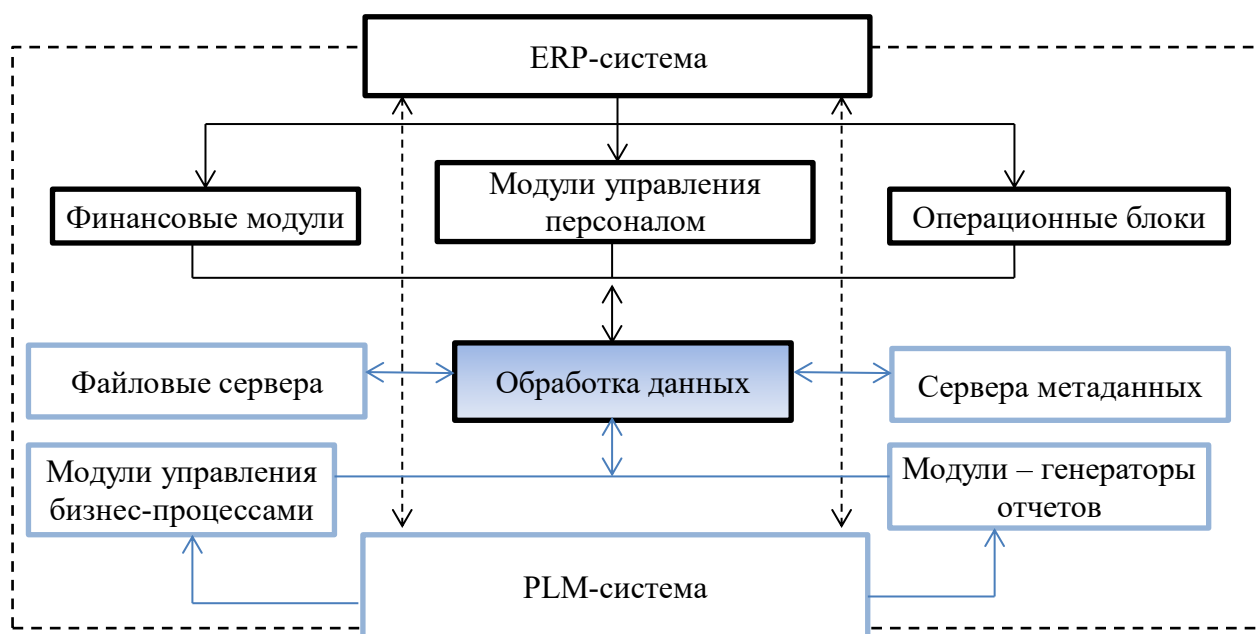 ERP-система
Финансовые модули
Модули управления
персоналом
Операционные блоки
Файловые сервера
Обработка данных
Сервера метаданных
Модули управления
бизнес-процессами
Модули – генераторы
отчетов
PLM-система